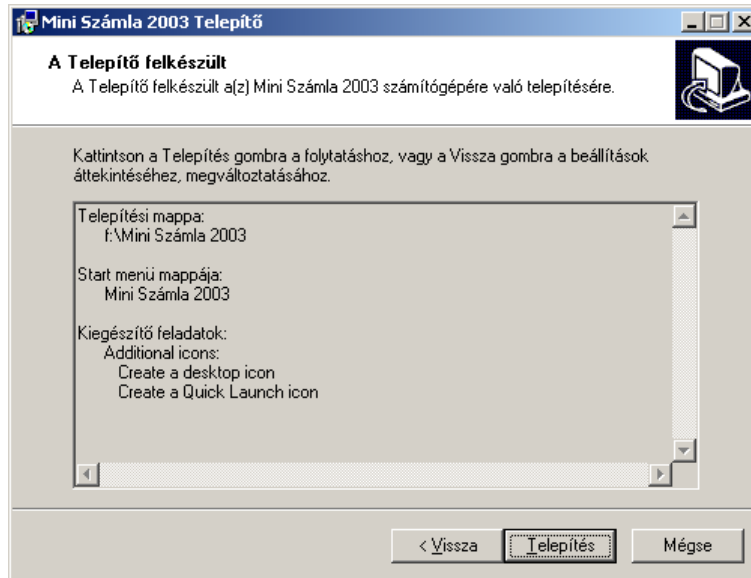 Mini Számla 2003 Telepítő
A Telepítő felkészült
A Telepítő felkészült a(z) Mini Számla 2003 számítógépére való telepítésére.
Kattintson a Telepítés gombra a folytatáshoz, vagy a Vissza gombra a beállítások
áttekintéséhez, megváltoztatásához.
Telepítési mappa:
f:\Mini Számla 2003
Start menü mappája:
Mini Számla 2003
Kiegészítő feladatok:
Additional icons:
Create a desktop icon
Create a Quick Launch icon
< Vissza
Telepítés
Mégse